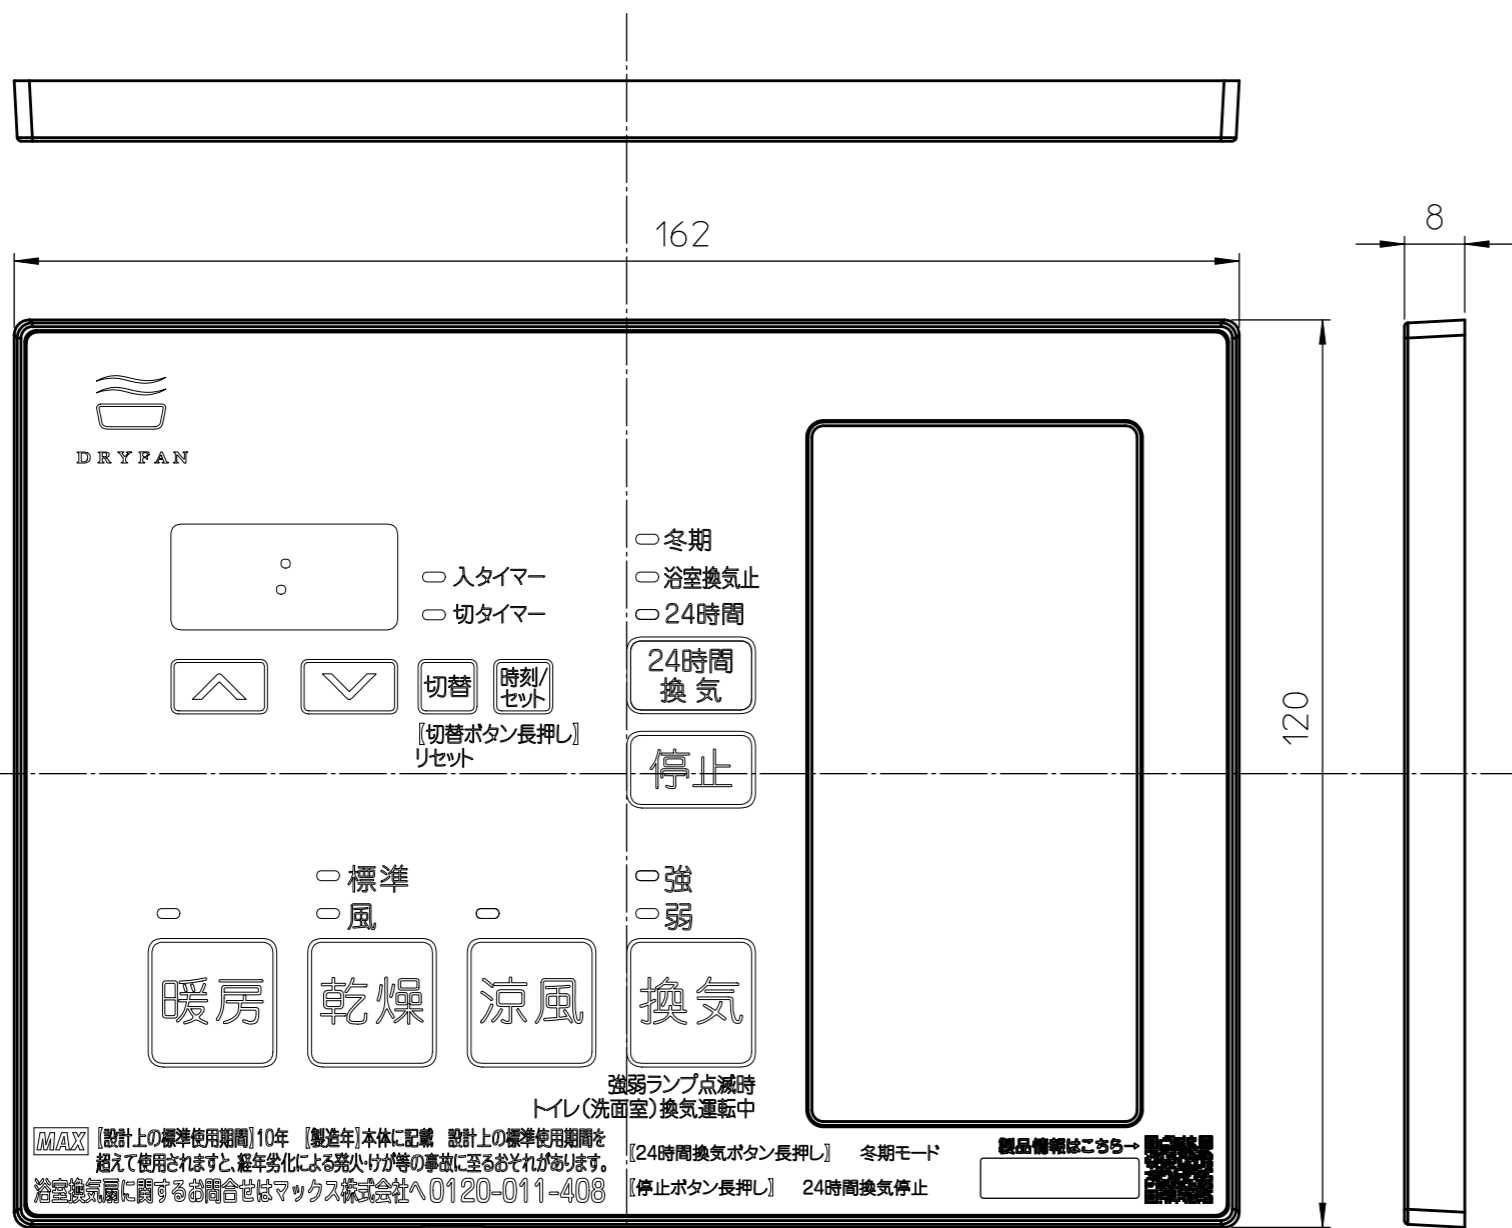 162
8
120
DRYFAN
冬期
入タイマー
浴室換気止
切タイマー
24時間
24時間
換気
切替
時刻/
セット
〖切替ボタン長押し〗
リセット
停止
標準
強
風
弱
暖房
乾燥
涼風
換気
強弱ランプ点滅時
トイレ(洗面室)換気運転中
MAX 〖設計上の標準使用期間〗10年 〖製造年〗本体に記載 設計上の標準使用期間を
超えて使用されますと、経年劣化による発火・けが等の事故に至るおそれがあります。
浴室換気扇に関するお問合せはマックス株式会社へ0120-011-408
〖24時間換気ボタン長押し〗 冬期モード
〖停止ボタン長押し〗 24時間換気停止
製品情報はこちら→